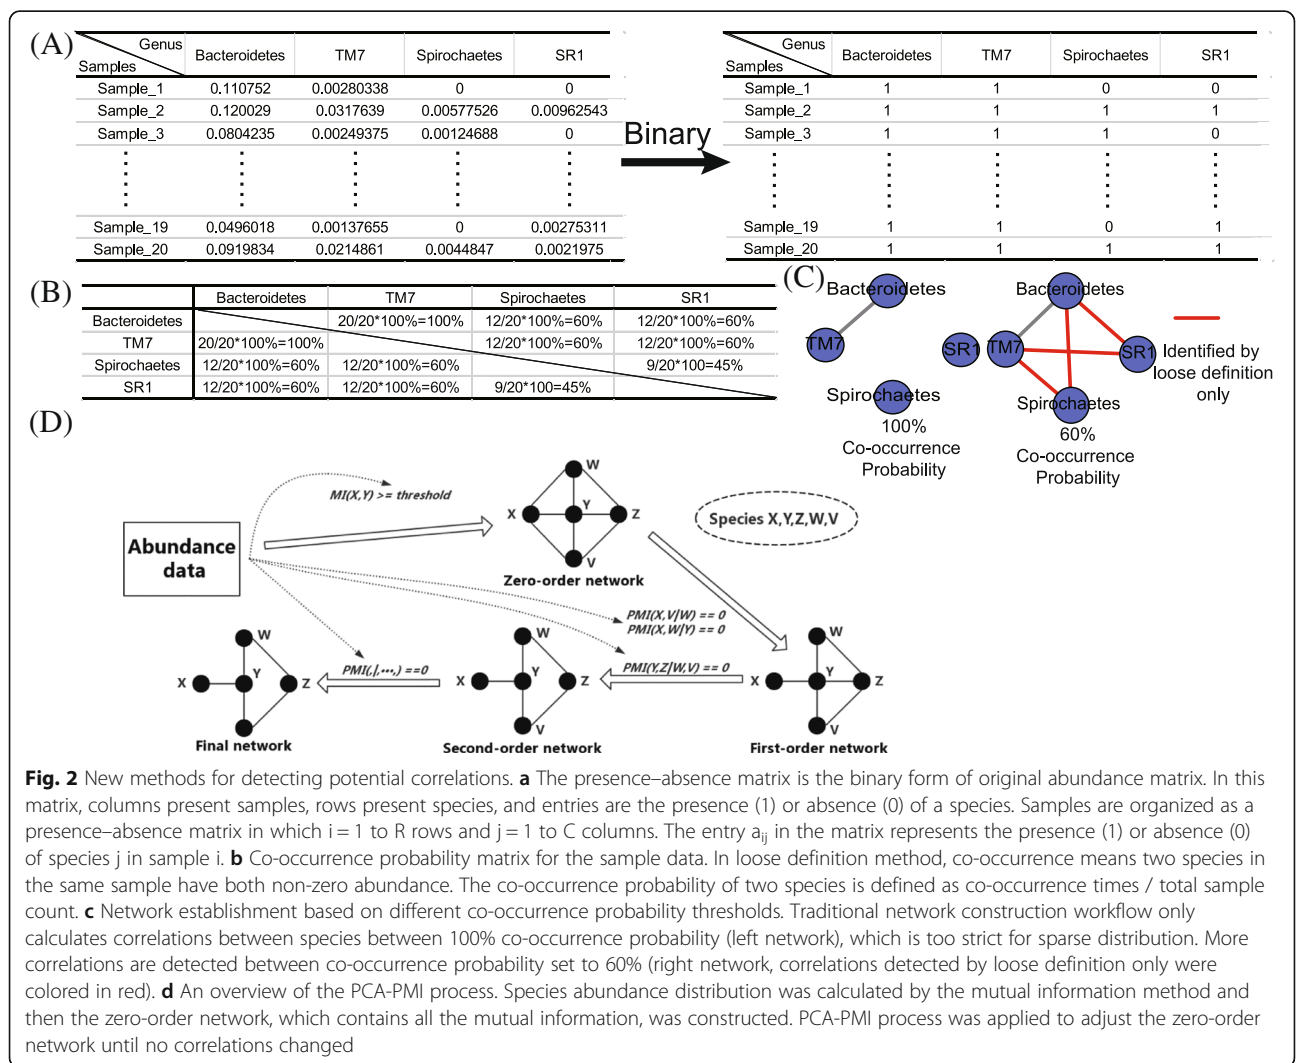 (A)
Genus Bacteroidetes TM7 Spirochaetes SR1
Samples
Sample_1 0.110752 0.00280338 0 0
Sample_2 0.120029 0.0317639 0.00577526 0.00962543
Sample_3 0.0804235 0.00249375 0.00124688 0
Sample_19 0.0496018 0.00137655 0 0.00275311
Sample_20 0.0919834 0.0214861 0.0044847 0.0021975
Binary
Genus Bacteroidetes TM7 Spirochaetes SR1
Samples
Sample_1 1 1 0 0
Sample_2 1 1 1 1
Sample_3 1 1 1 0
Sample_19 1 1 0 1
Sample_20 1 1 1 1
(B)
Bacteroidetes TM7 Spirochaetes SR1
Bacteroidetes 20/20*100%=100% 12/20*100%=60% 12/20*100%=60%
TM7 20/20*100%=100% 12/20*100%=60% 12/20*100%=60%
Spirochaetes 12/20*100%=60% 12/20*100%=60% 9/20*100=45%
SR1 12/20*100%=60% 12/20*100%=60% 9/20*100=45%
(C)
Bacteroidetes
TM7
SR1
Spirochaetes
100%
Co-occurrence
Probability
Bacteroidetes
TM7
SR1
Spirochaetes
60%
Co-occurrence
Probability
Identified by
loose definition
only
(D)
Abundance
data
MI(X,Y) >= threshold
W
X
Y
Z
V
Zero-order network
Species X,Y,Z,W,V
PMI(X,V|W) == 0
PMI(X,W|Y) == 0
W
X
Y
Z
V
First-order network
PMI(Y,Z|W,V) == 0
W
X
Y
Z
V
Second-order network
PMI(,|,···,) ==0
W
X
Y
Z
Final network
Fig. 2 New methods for detecting potential correlations. a The presence–absence matrix is the binary form of original abundance matrix. In this
matrix, columns present samples, rows present species, and entries are the presence (1) or absence (0) of a species. Samples are organized as a
presence–absence matrix in which i = 1 to R rows and j = 1 to C columns. The entry aij in the matrix represents the presence (1) or absence (0)
of species j in sample i. b Co-occurrence probability matrix for the sample data. In loose definition method, co-occurrence means two species in
the same sample have both non-zero abundance. The co-occurrence probability of two species is defined as co-occurrence times / total sample
count. c Network establishment based on different co-occurrence probability thresholds. Traditional network construction workflow only
calculates correlations between species between 100% co-occurrence probability (left network), which is too strict for sparse distribution. More
correlations are detected between co-occurrence probability set to 60% (right network, correlations detected by loose definition only were
colored in red). d An overview of the PCA-PMI process. Species abundance distribution was calculated by the mutual information method and
then the zero-order network, which contains all the mutual information, was constructed. PCA-PMI process was applied to adjust the zero-order
network until no correlations changed